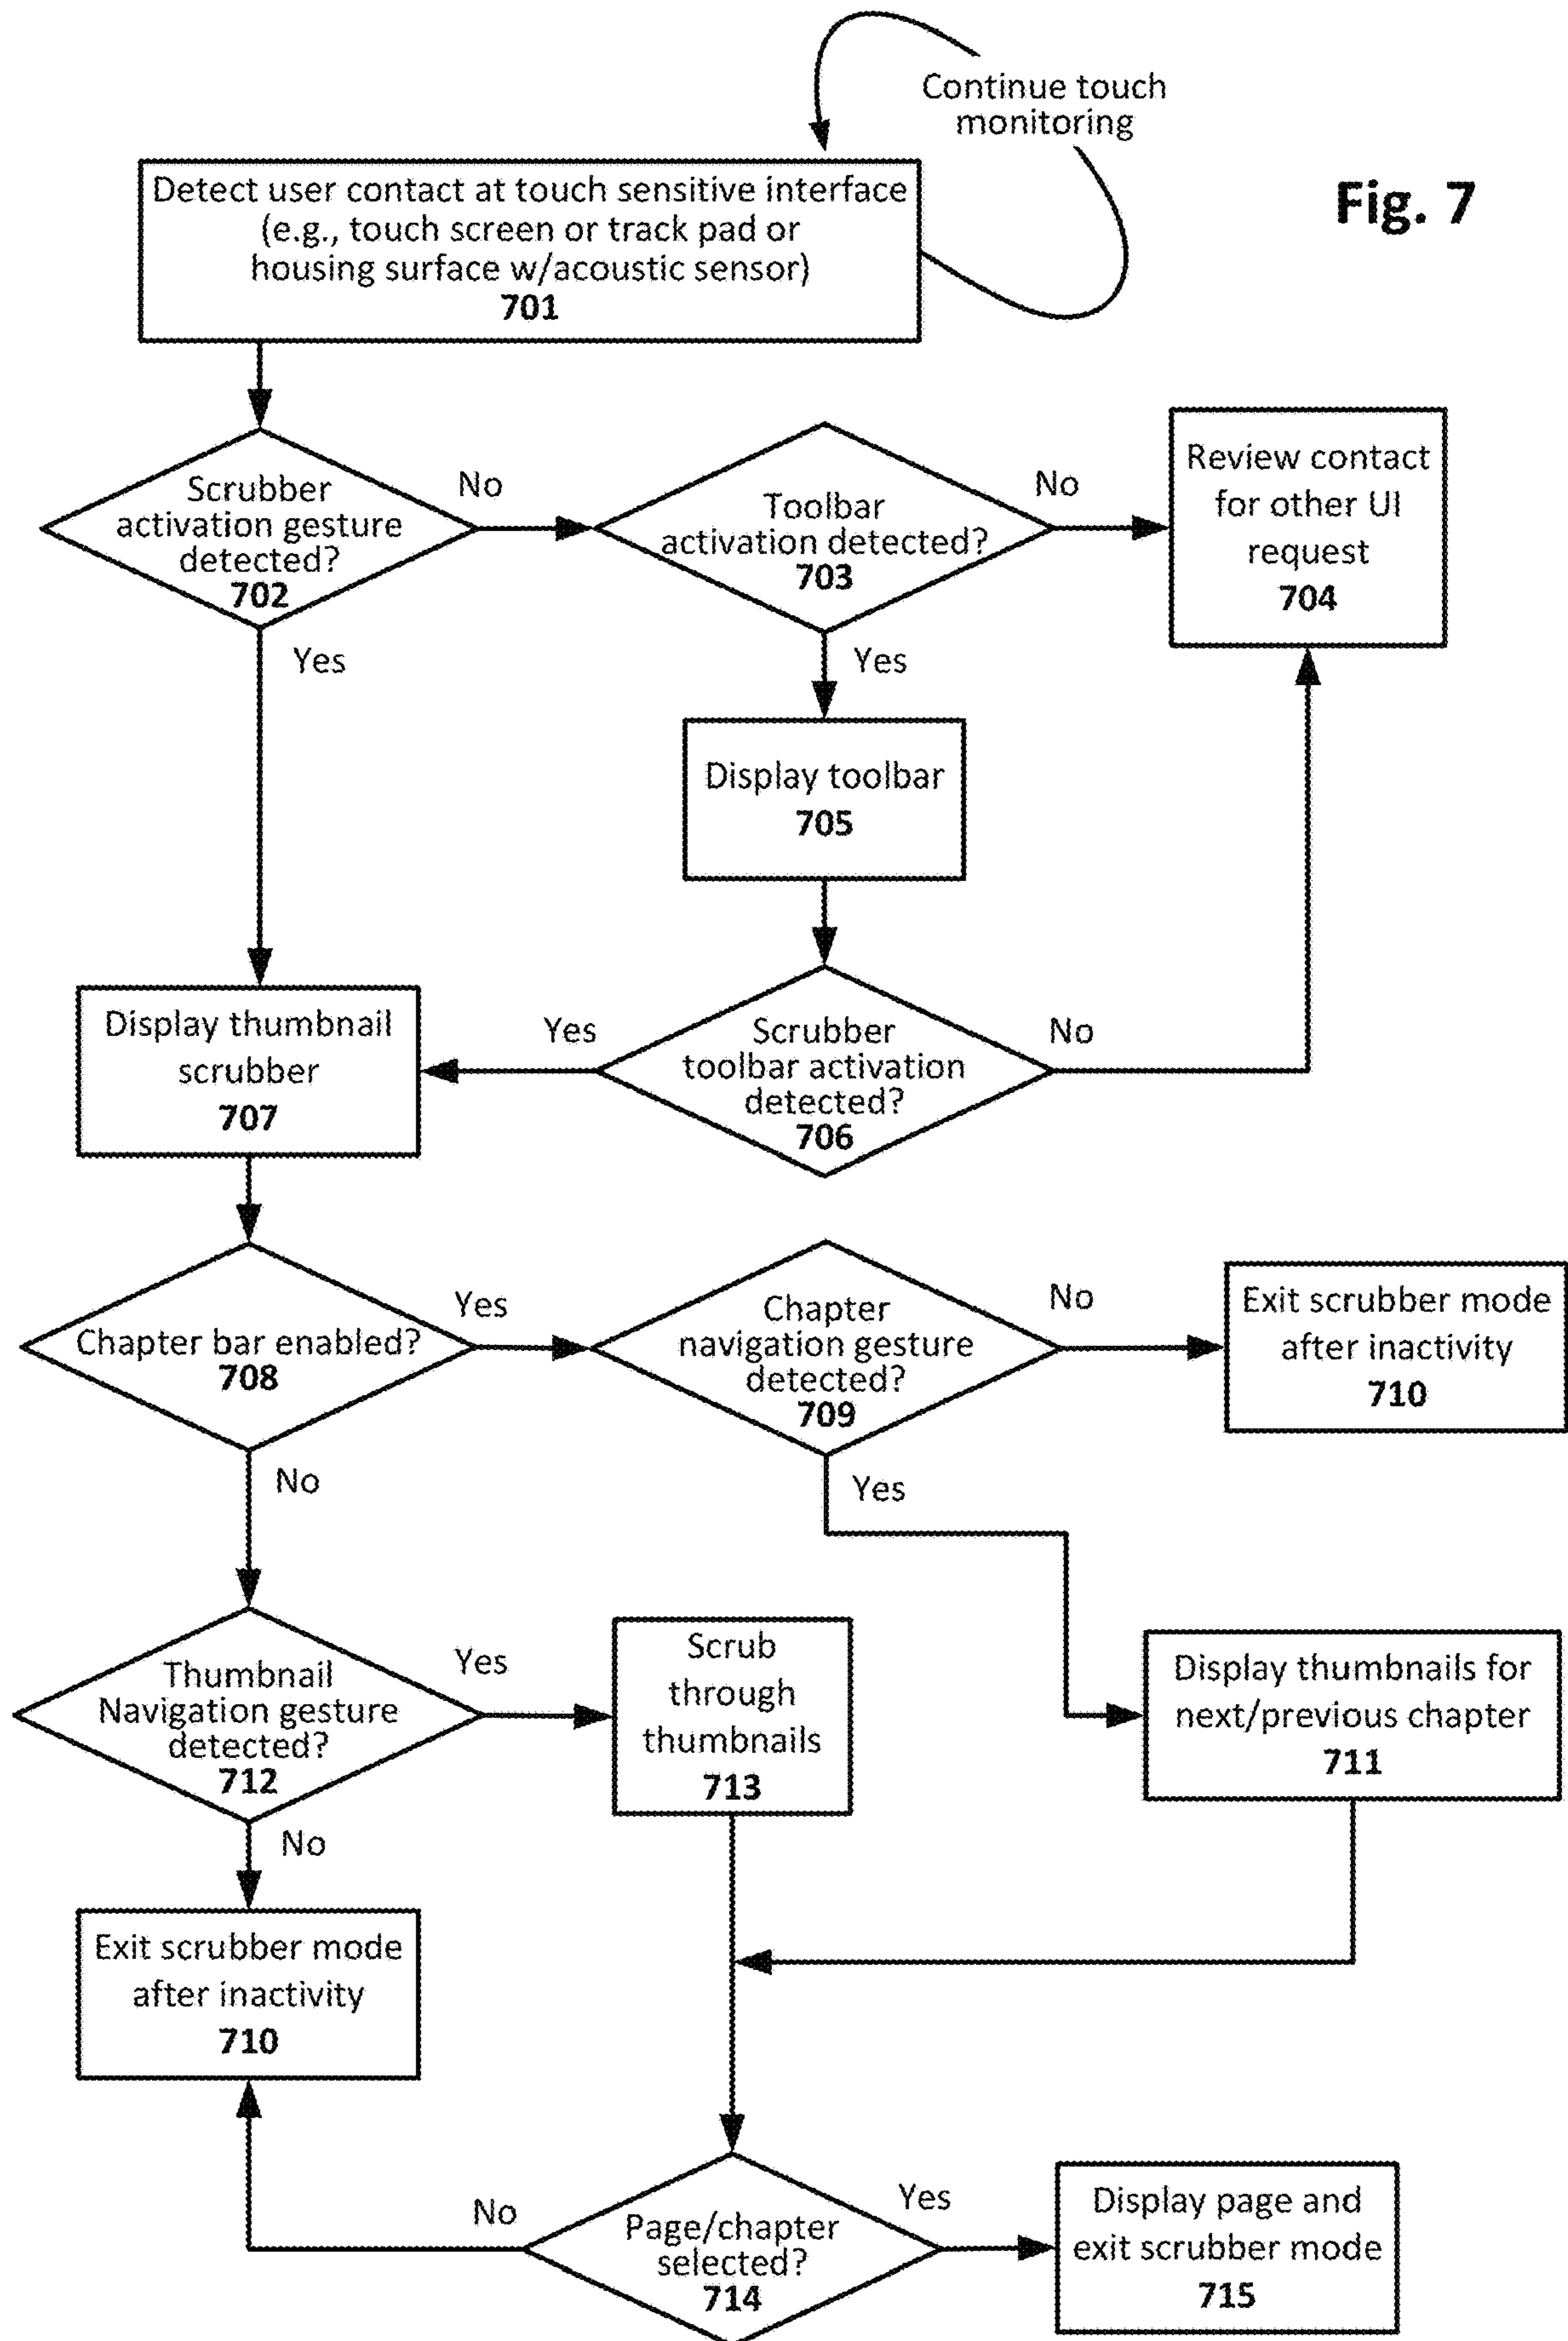 Continue touch
monitoring
Fig. 7
Detect user contact at touch sensitive interface
(e.g., touch screen or track pad or
housing surface w/acoustic sensor)
701
Scrubber
activation gesture
detected?
702
No
Yes
Toolbar
activation detected?
703
No
Yes
Review contact
for other UI
request
704
Display toolbar
705
Display thumbnail
scrubber
707
Yes
Scrubber
toolbar activation
detected?
706
No
Chapter bar enabled?
708
Yes
No
Chapter
navigation gesture
detected?
709
No
Yes
Exit scrubber mode
after inactivity
710
Thumbnail
Navigation gesture
detected?
712
Yes
No
Scrub
through
thumbnails
713
Display thumbnails for
next/previous chapter
711
Exit scrubber mode
after inactivity
710
No
Page/chapter
selected?
714
Yes
Display page and
exit scrubber mode
715